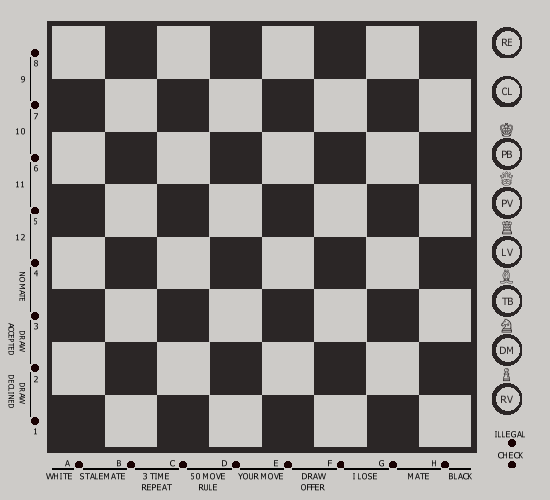 RE
8
9
CL
7
10
PB
6
11
PV
5
12
LV
4
NO MATE
TB
3
DRAW
ACCEPTED
DM
2
DRAW
DECLINED
RV
1
ILLEGAL
CHECK
A B C D E F G H
WHITE STALEMATE 3 TIME REPEAT 50 MOVE RULE YOUR MOVE DRAW OFFER I LOSE MATE BLACK